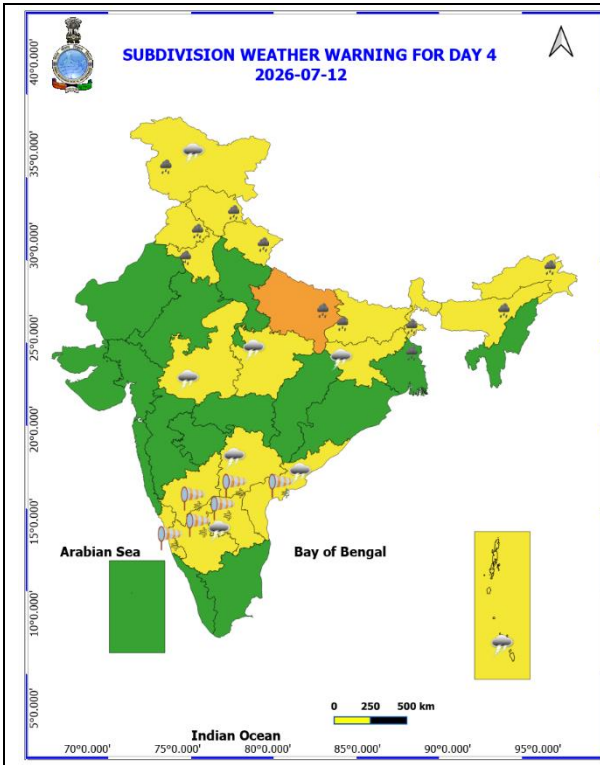 SUBDIVISION WEATHER WARNING FOR DAY 4
2026-07-12
40°0.000'
35°0.000'
30°0.000'
25°0.000'
20°0.000'
15°0.000'
10°0.000'
5°0.000'
Arabian Sea
Bay of Bengal
0 250 500 km
Indian Ocean
70°0.000' 75°0.000' 80°0.000' 85°0.000' 90°0.000' 95°0.000'